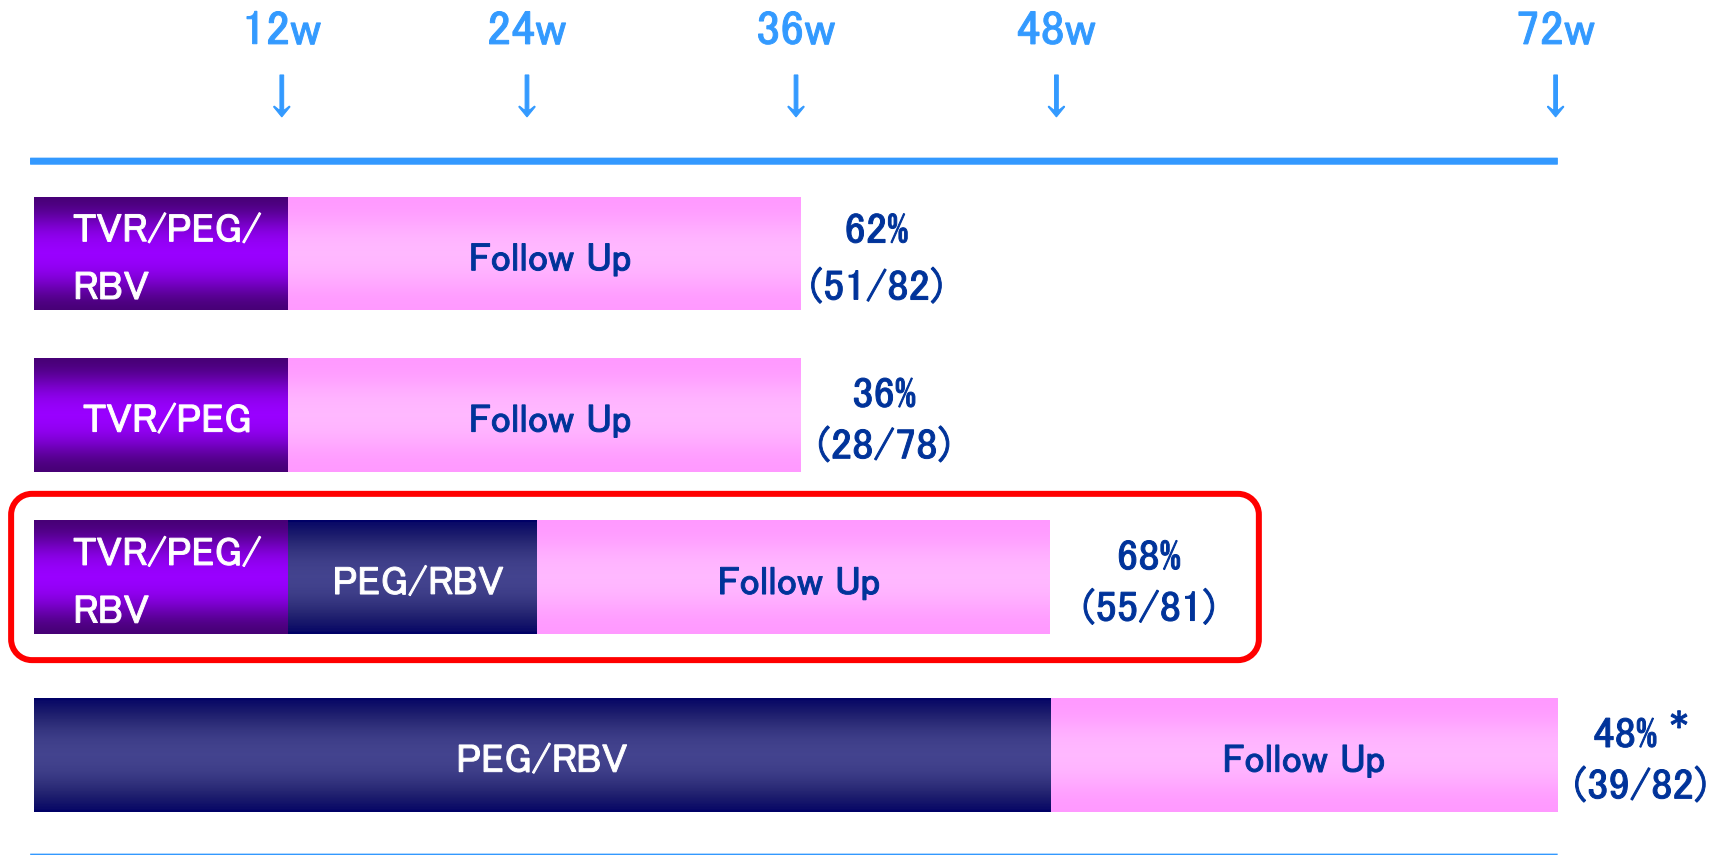 12w 24w 36w 48w 72w
↓ ↓ ↓ ↓ ↓
TVR/PEG/
RBV
Follow Up
62%
(51/82)
TVR/PEG
Follow Up
36%
(28/78)
TVR/PEG/
RBV
PEG/RBV
Follow Up
68%
(55/81)
PEG/RBV
Follow Up
48% *
(39/82)